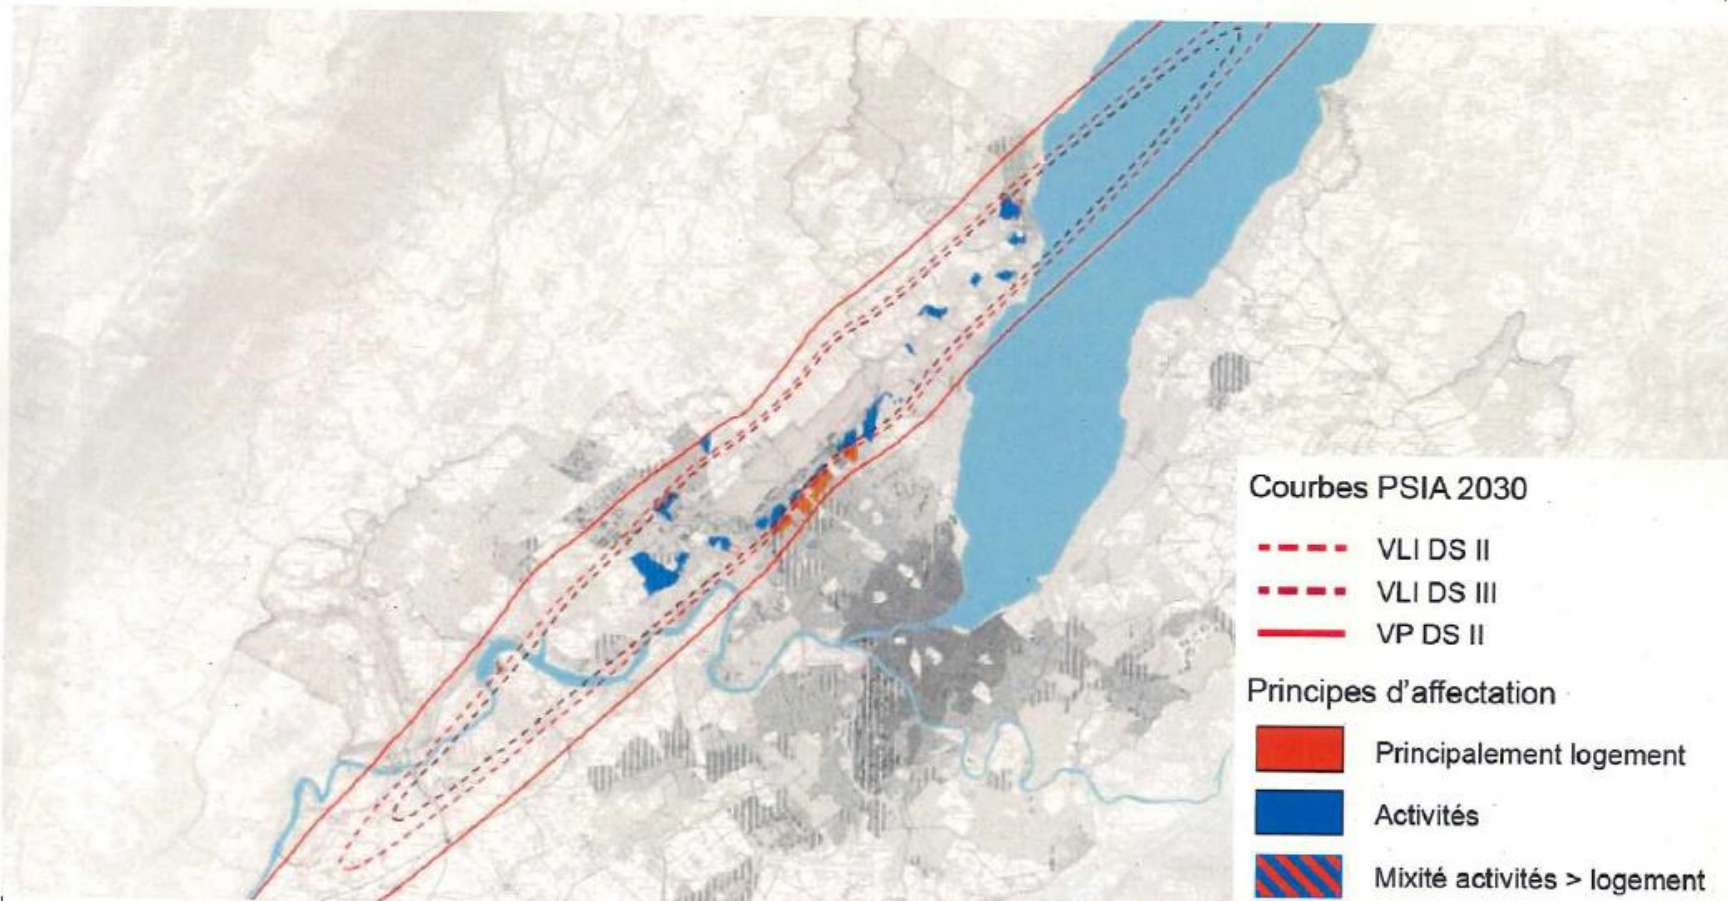 Courbes PSIA 2030
VLI DS II
VLI DS III
VP DS II
Principes d'affectation
Principalement logement
Activités
Mixité activités > logement